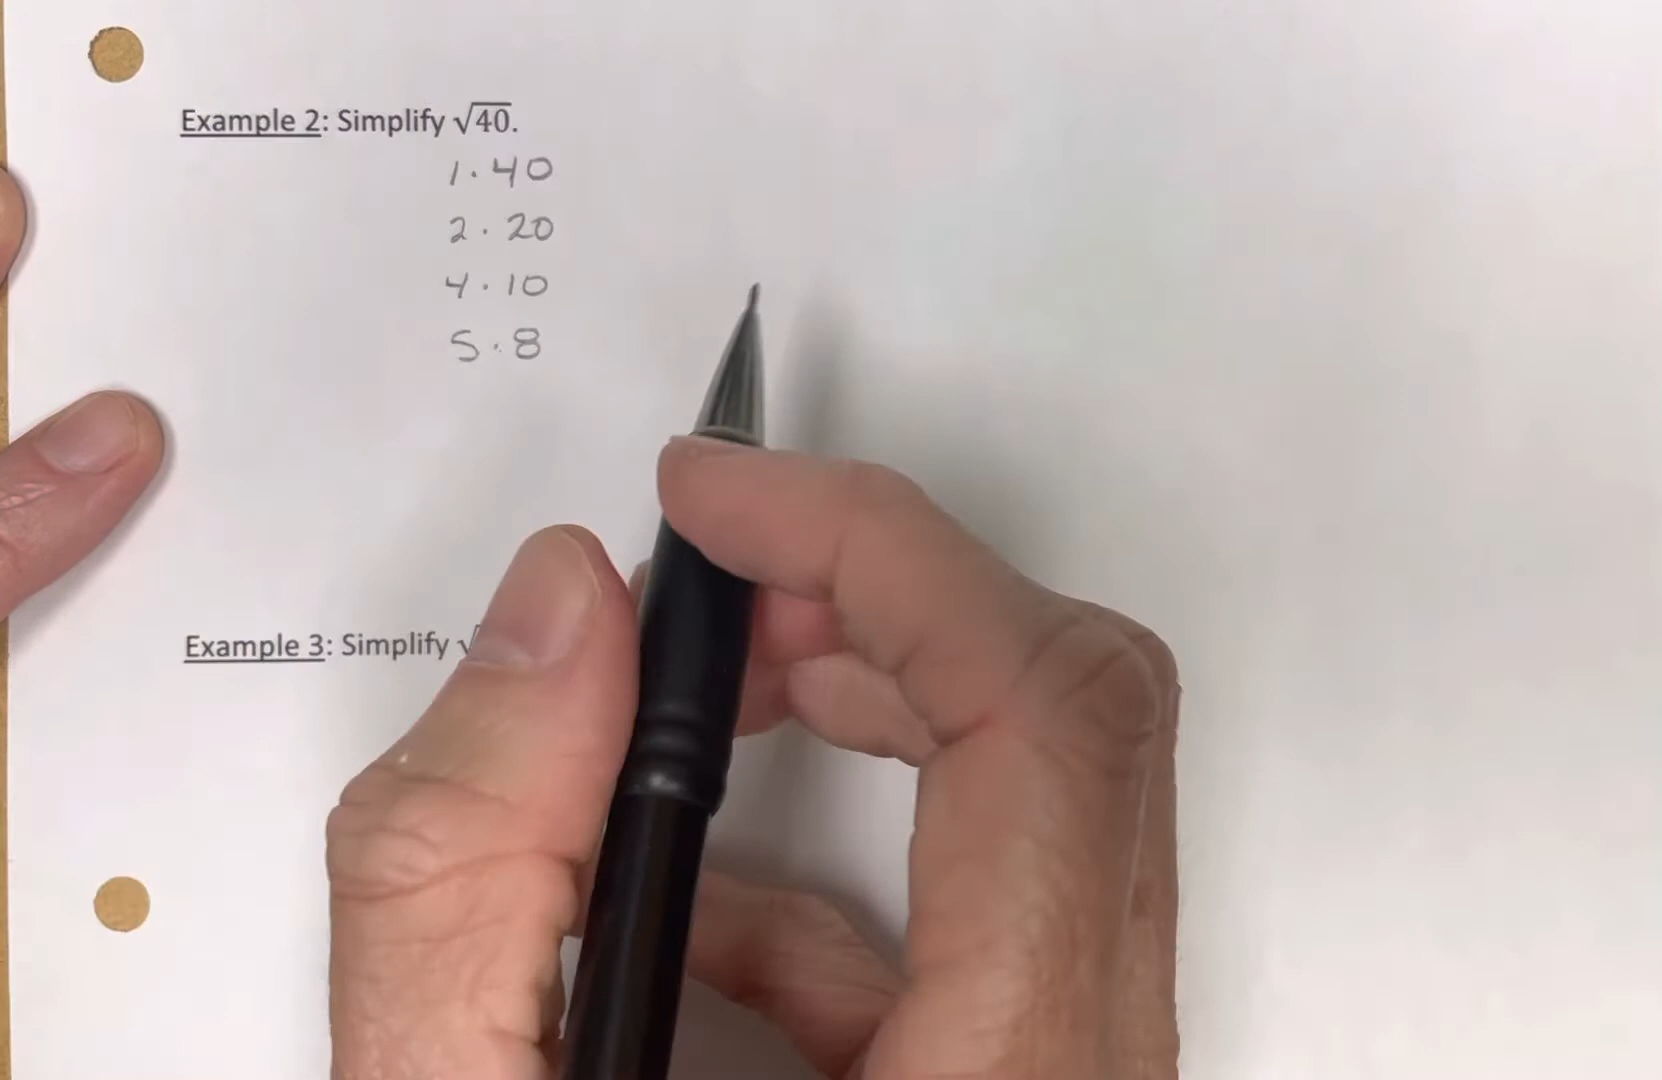 Example 2: Simplify √40.
1 · 40
2 · 20
4 · 10
5 · 8
Example 3: Simplify √